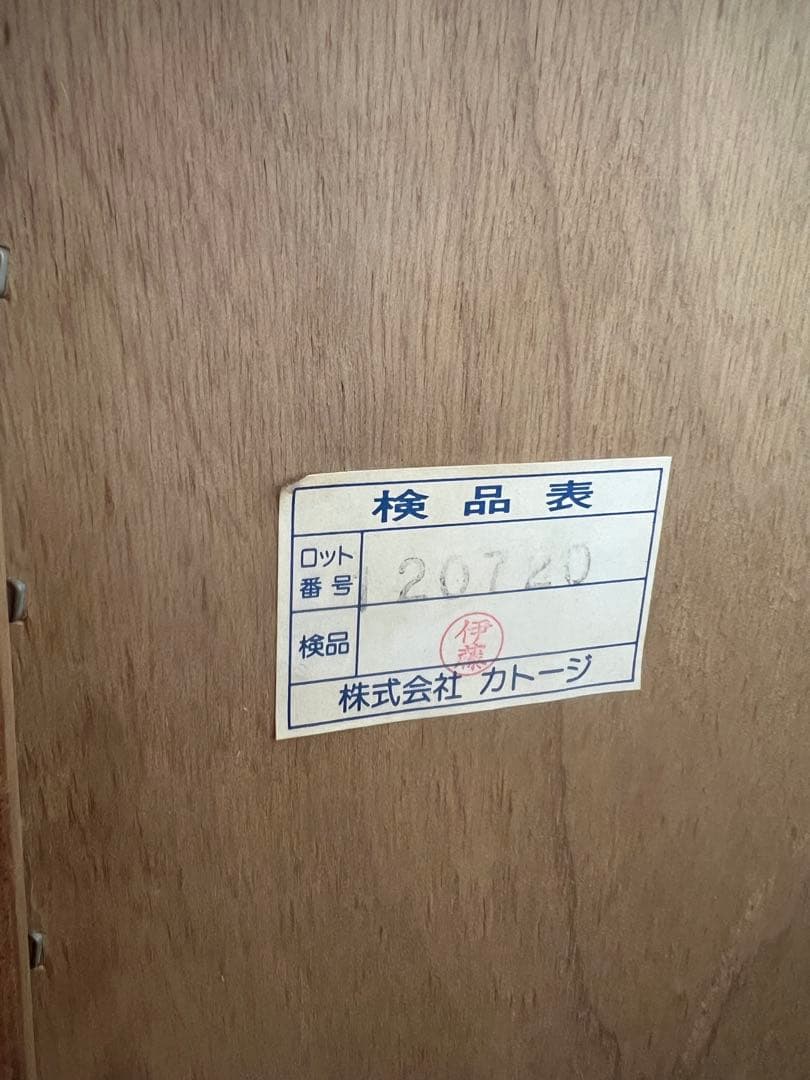 検品表
ロット番号
120720
検品
伊藤
株式会社 カトージ